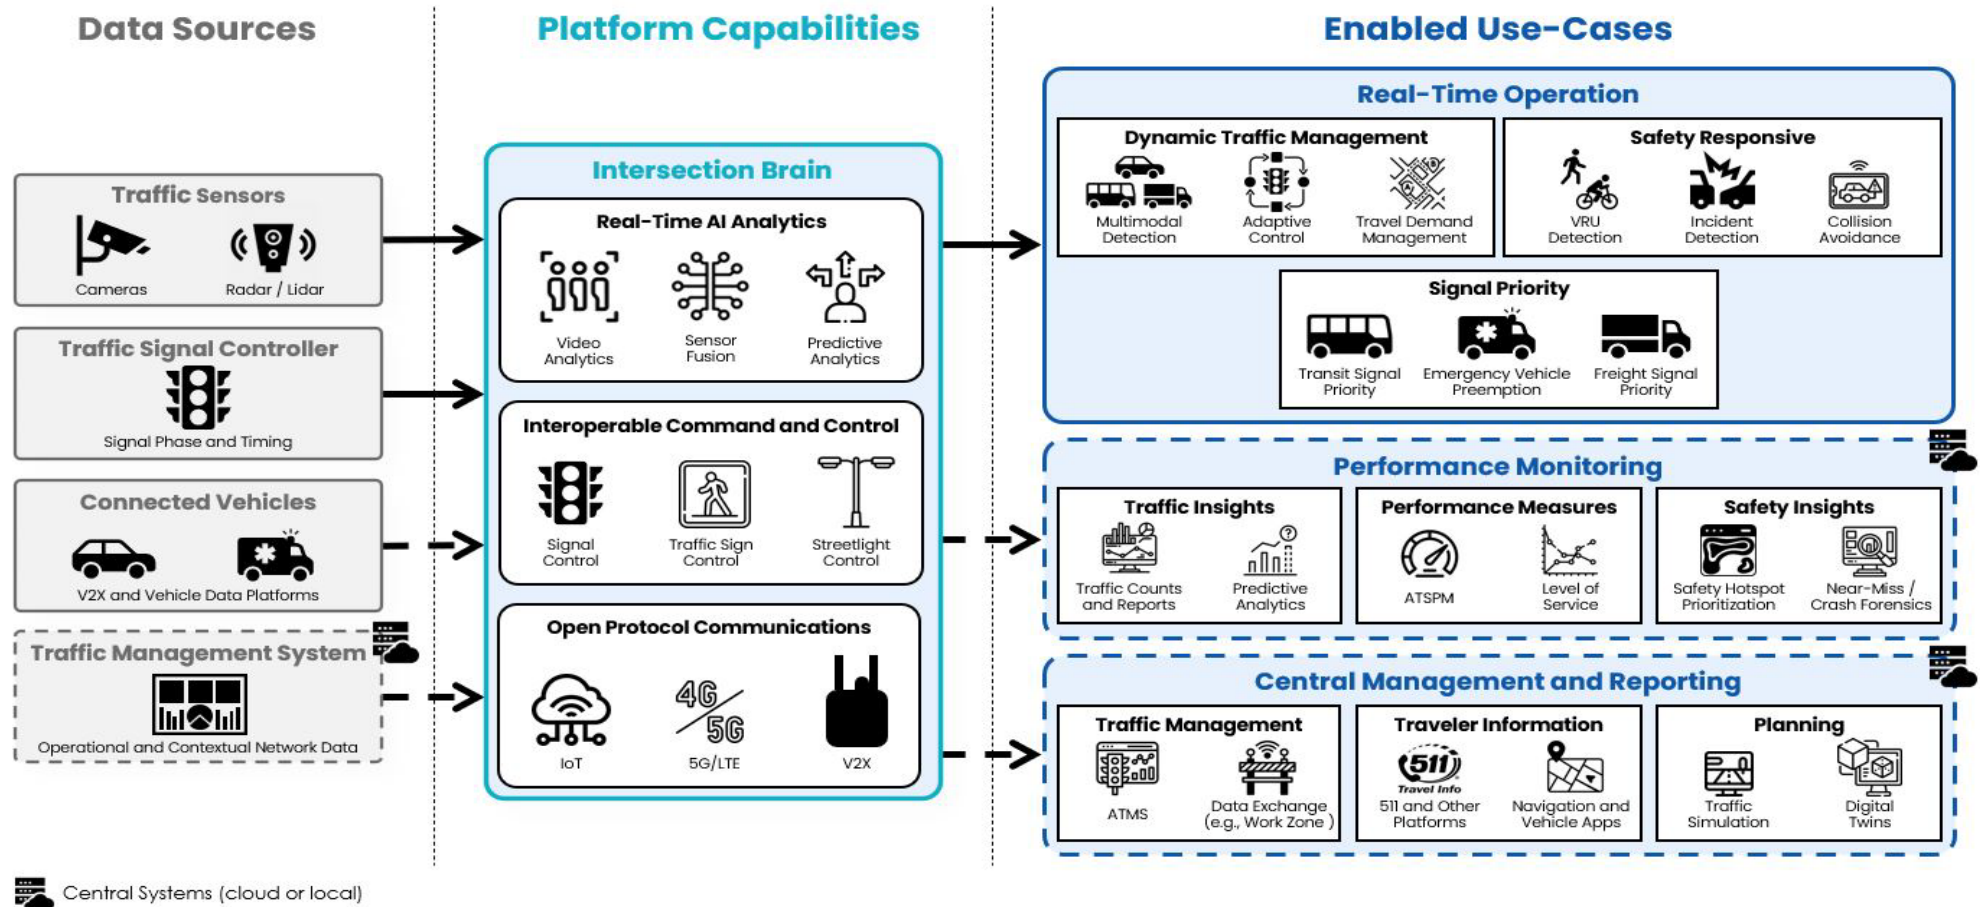 Data Sources
Platform Capabilities
Enabled Use-Cases
Traffic Sensors
Cameras
Radar / Lidar
Traffic Signal Controller
Signal Phase and Timing
Connected Vehicles
V2X and Vehicle Data Platforms
Traffic Management System
Operational and Contextual Network Data
Central Systems (cloud or local)
Intersection Brain
Real-Time AI Analytics
Video
Analytics
Sensor
Fusion
Predictive
Analytics
Interoperable Command and Control
Signal
Control
Traffic Sign
Control
Streetlight
Control
Open Protocol Communications
4G
5G
IoT
5G/LTE
V2X
Real-Time Operation
Dynamic Traffic Management
Multimodal
Detection
Adaptive
Control
A
B
Travel Demand
Management
Safety Responsive
VRU
Detection
Incident
Detection
Collision
Avoidance
Signal Priority
Transit Signal
Priority
Emergency Vehicle
Preemption
Freight Signal
Priority
Performance Monitoring
Traffic Insights
Traffic Counts
and Reports
?
Predictive
Analytics
Performance Measures
ATSPM
Level of
Service
Safety Insights
Safety Hotspot
Prioritization
Near-Miss /
Crash Forensics
Central Management and Reporting
Traffic Management
ATMS
Data Exchange
(e.g., Work Zone )
Traveler Information
511
Travel Info
511 and Other
Platforms
Navigation and
Vehicle Apps
Planning
Traffic
Simulation
Digital
Twins